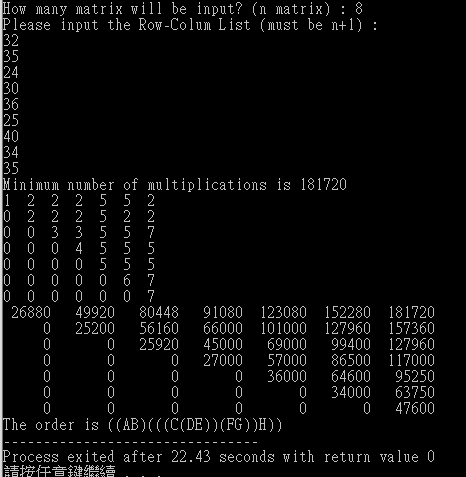 How many matrix will be input? (n matrix) : 8
Please input the Row-Colum List (must be n+1) :
32
35
24
30
36
25
40
34
35
Minimum number of multiplications is 181720
1 2 2 2 5 5 2
0 2 2 2 5 2 2
0 0 3 3 5 5 7
0 0 0 4 5 5 5
0 0 0 0 5 5 5
0 0 0 0 0 6 7
0 0 0 0 0 0 7
26880 49920 80448 91080 123080 152280 181720
0 25200 56160 66000 101000 127960 157360
0 0 25920 45000 69000 99400 127960
0 0 0 27000 57000 86500 117000
0 0 0 0 36000 64600 95250
0 0 0 0 0 34000 63750
0 0 0 0 0 0 47600
The order is ((AB)(((C(DE))(FG))H))
--------------------------------
Process exited after 22.43 seconds with return value 0
請按任意鍵繼續 . . .